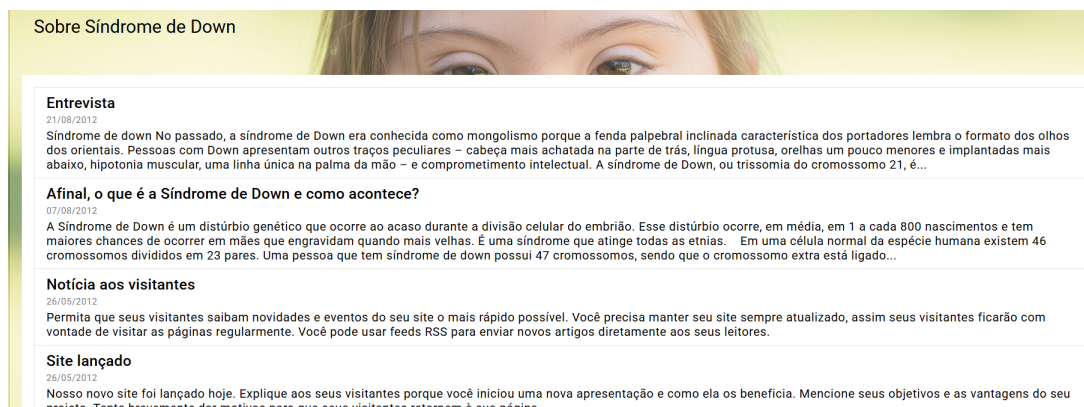 Sobre Síndrome de Down
Entrevista
21/08/2012
Síndrome de down No passado, a síndrome de Down era conhecida como mongolismo porque a fenda palpebral inclinada característica dos portadores lembra o formato dos olhos
dos orientais. Pessoas com Down apresentam outros traços peculiares – cabeça mais achatada na parte de trás, língua protusa, orelhas um pouco menores e implantadas mais
abaixo, hipotonia muscular, uma linha única na palma da mão – e comprometimento intelectual. A síndrome de Down, ou trissomia do cromossomo 21, é...
Afinal, o que é a Síndrome de Down e como acontece?
07/08/2012
A Síndrome de Down é um distúrbio genético que ocorre ao acaso durante a divisão celular do embrião. Esse distúrbio ocorre, em média, em 1 a cada 800 nascimentos e tem
maiores chances de ocorrer em mães que engravidam quando mais velhas. É uma síndrome que atinge todas as etnias.    Em uma célula normal da espécie humana existem 46
cromossomos divididos em 23 pares. Uma pessoa que tem síndrome de down possui 47 cromossomos, sendo que o cromossomo extra está ligado...
Notícia aos visitantes
26/05/2012
Permita que seus visitantes saibam novidades e eventos do seu site o mais rápido possível. Você precisa manter seu site sempre atualizado, assim seus visitantes ficarão com
vontade de visitar as páginas regularmente. Você pode usar feeds RSS para enviar novos artigos diretamente aos seus leitores.
Site lançado
26/05/2012
Nosso novo site foi lançado hoje. Explique aos seus visitantes porque você iniciou uma nova apresentação e como ela os beneficia. Mencione seus objetivos e as vantagens do seu